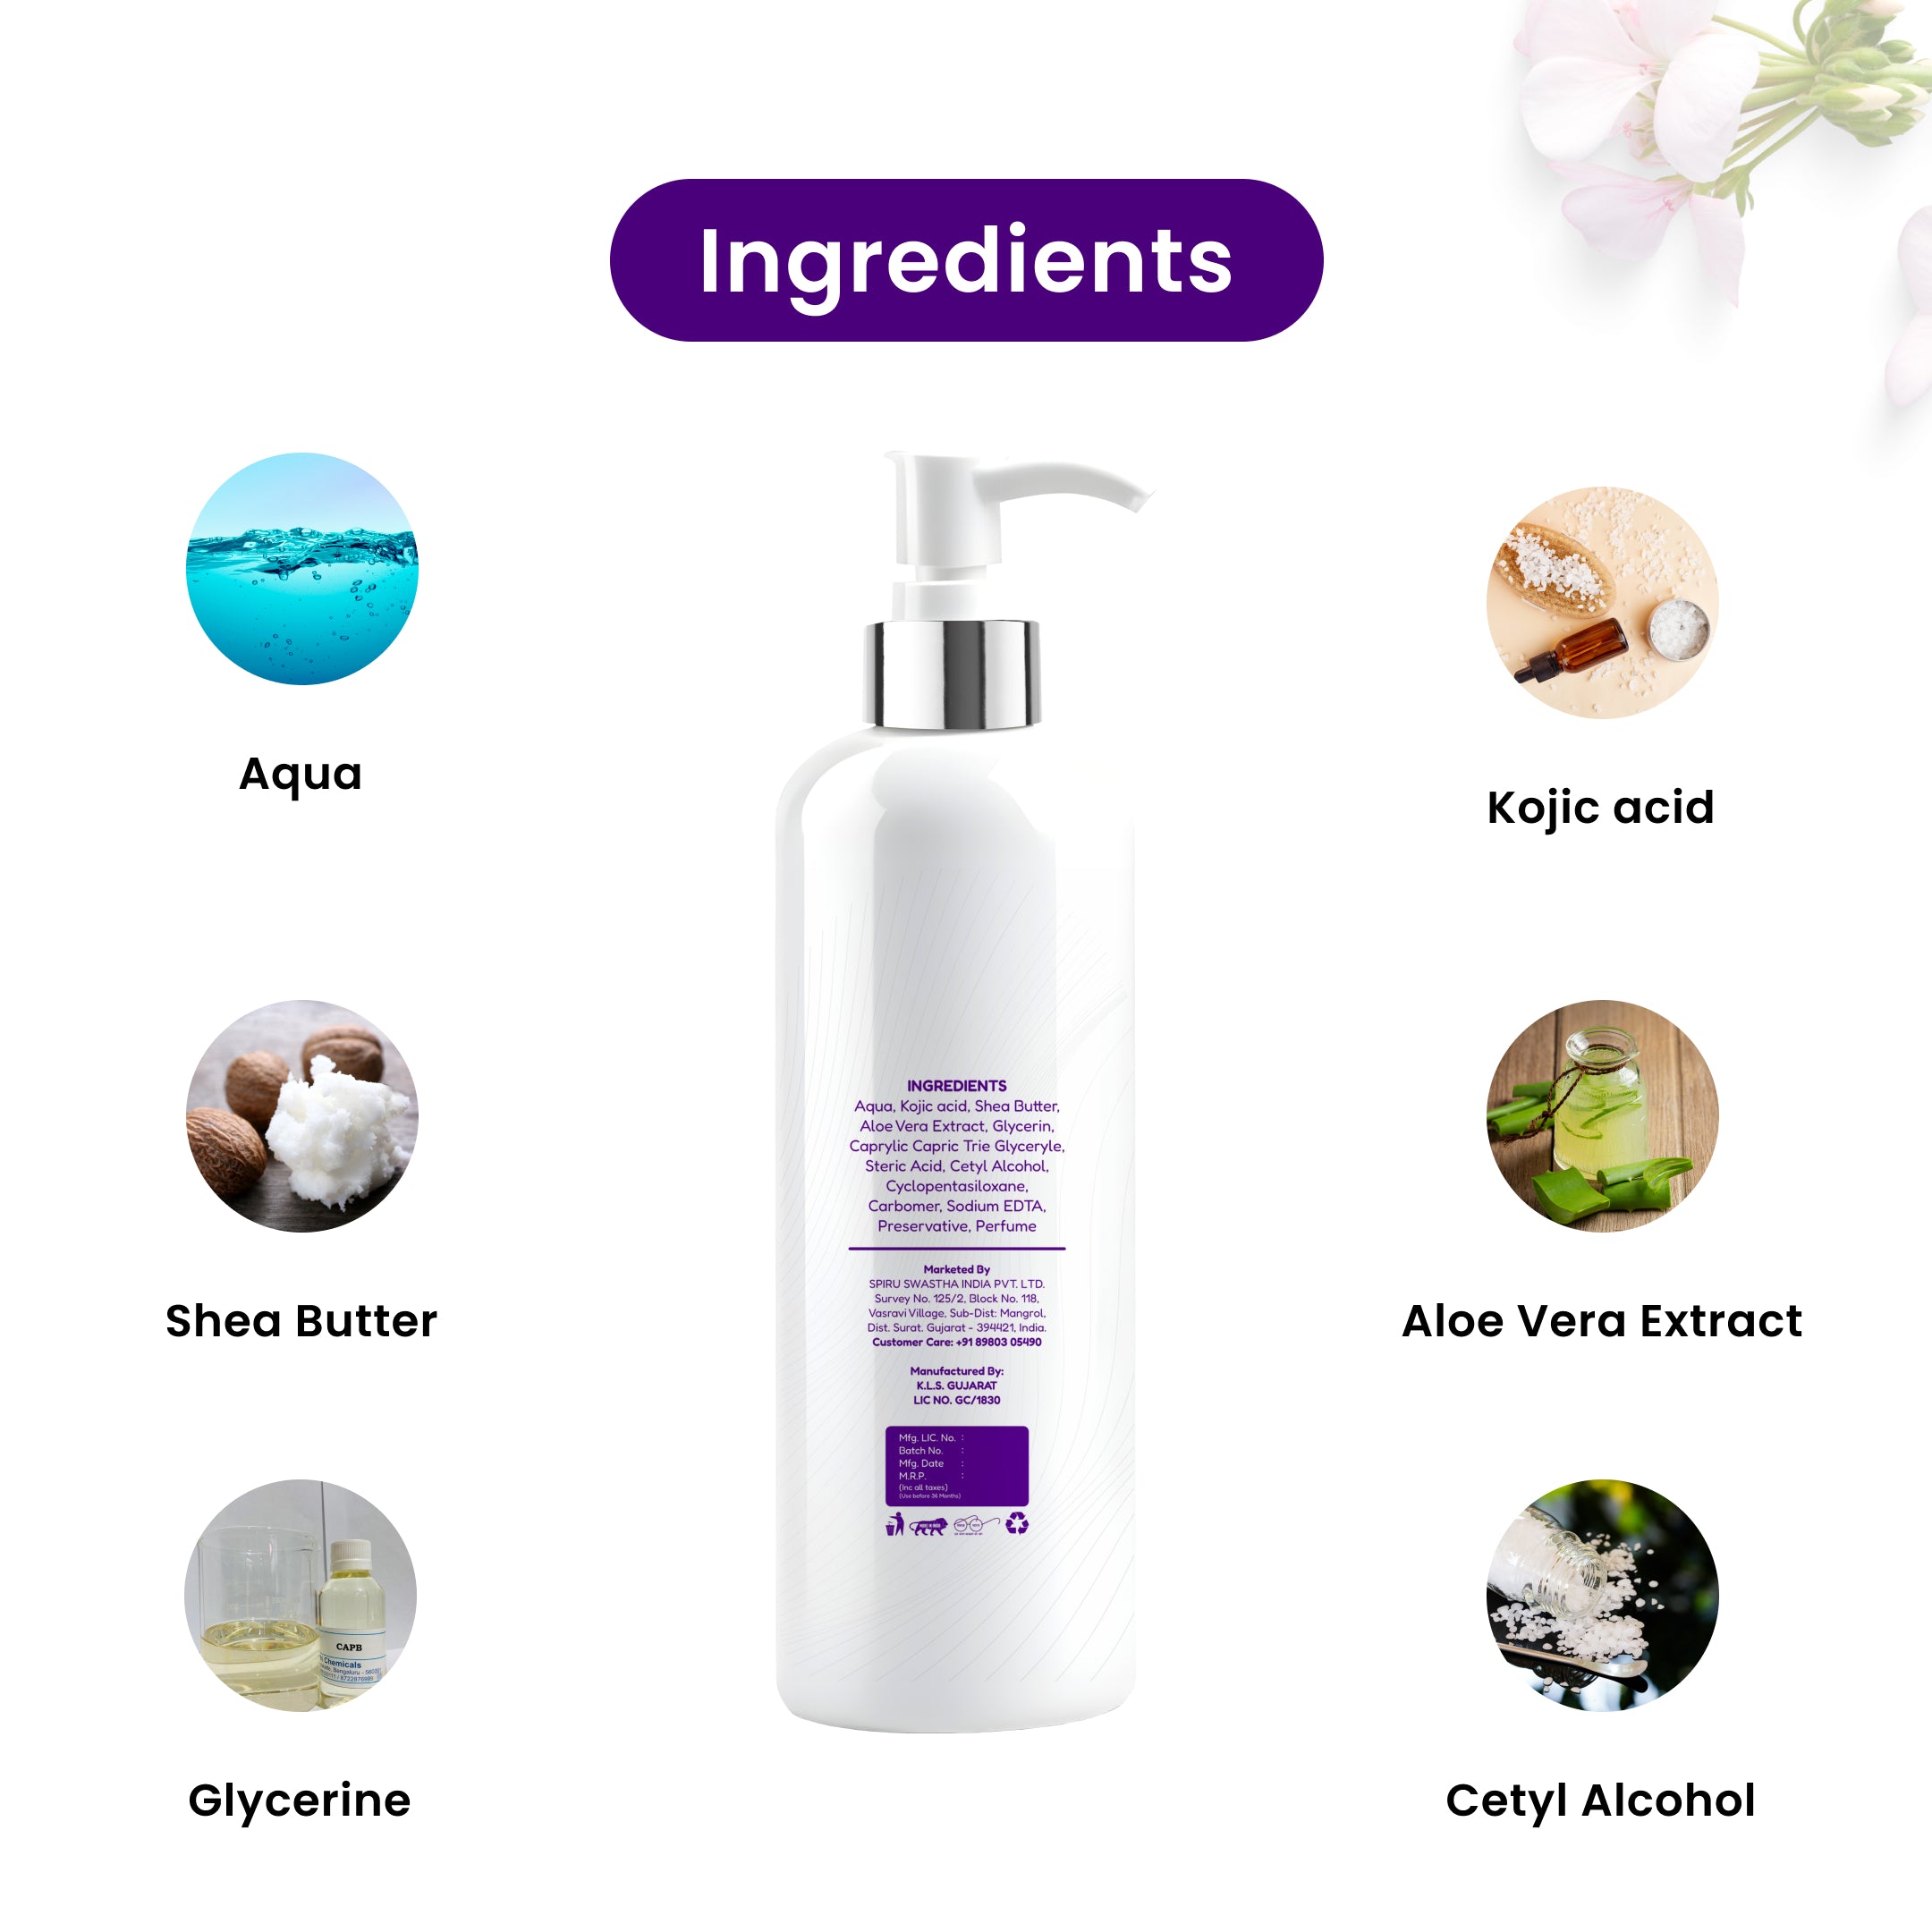 Ingredients
Aqua
Kojic acid
Shea Butter
Aloe Vera Extract
Glycerine
Cetyl Alcohol
INGREDIENTS
Aqua, Kojic acid, Shea Butter,
Aloe Vera Extract, Glycerin,
Caprylic Capric Trie Glyceryle,
Steric Acid, Cetyl Alcohol,
Cyclopentasiloxane,
Carbomer, Sodium EDTA,
Preservative, Perfume
Marketed By
SPIRU SWASTHA INDIA PVT. LTD.
Survey No. 125/2, Block No. 118,
Vasravi Village, Sub-Dist: Mangrol,
Dist. Surat. Gujarat - 394421, India.
Customer Care: +91 89803 05490
Manufactured By:
K.L.S. GUJARAT
LIC NO. GC/1830
Mfg. LIC. No. :
Batch No. :
Mfg. Date :
M.R.P. :
(Inc all taxes)
(Use before 36 Months)
CAPB
Chemicals